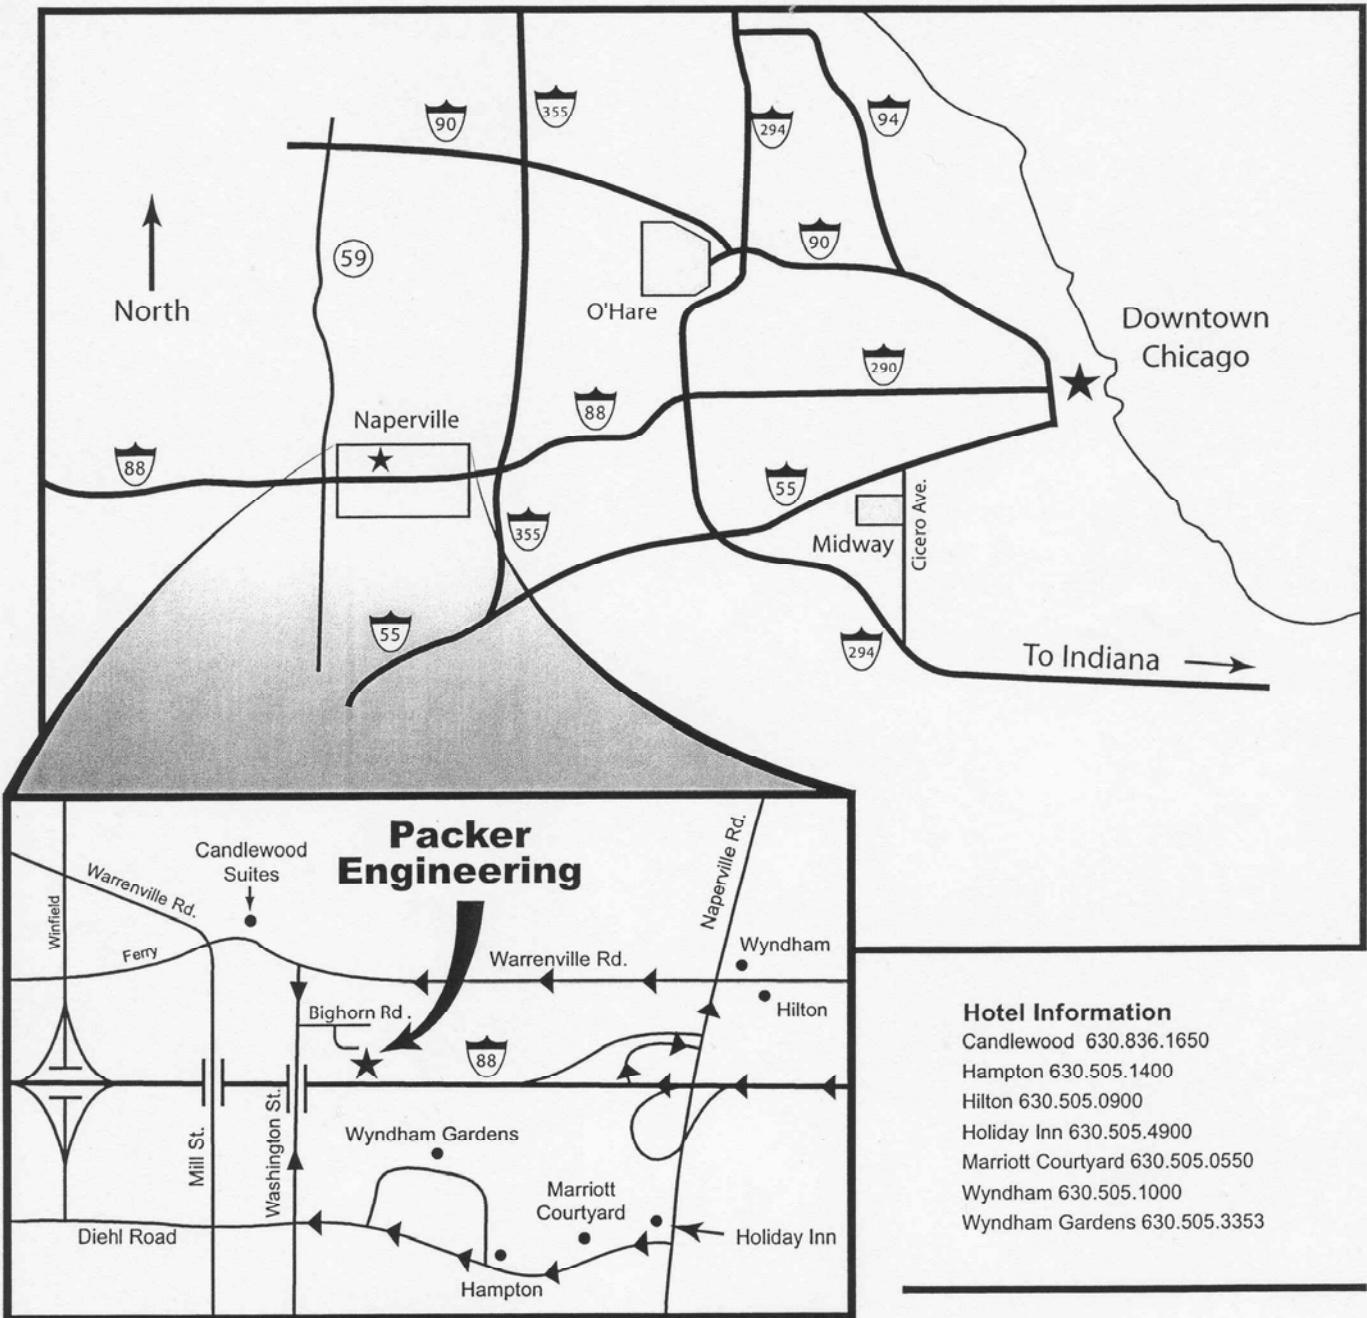 90
355
294
94
59
90
North
O'Hare
Downtown
Chicago
290
Naperville
88
88
55
Cicero Ave.
355
Midway
55
294
To Indiana
Packer
Engineering
Candlewood
Suites
Naperville Rd.
Warrenville Rd.
Winfield
Ferry
Warrenville Rd.
Wyndham
Hilton
Bighorn Rd.
88
Washington St.
Mill St.
Wyndham Gardens
Marriott
Courtyard
Diehl Road
Holiday Inn
Hampton
Hotel Information
Candlewood 630.836.1650
Hampton 630.505.1400
Hilton 630.505.0900
Holiday Inn 630.505.4900
Marriott Courtyard 630.505.0550
Wyndham 630.505.1000
Wyndham Gardens 630.505.3353